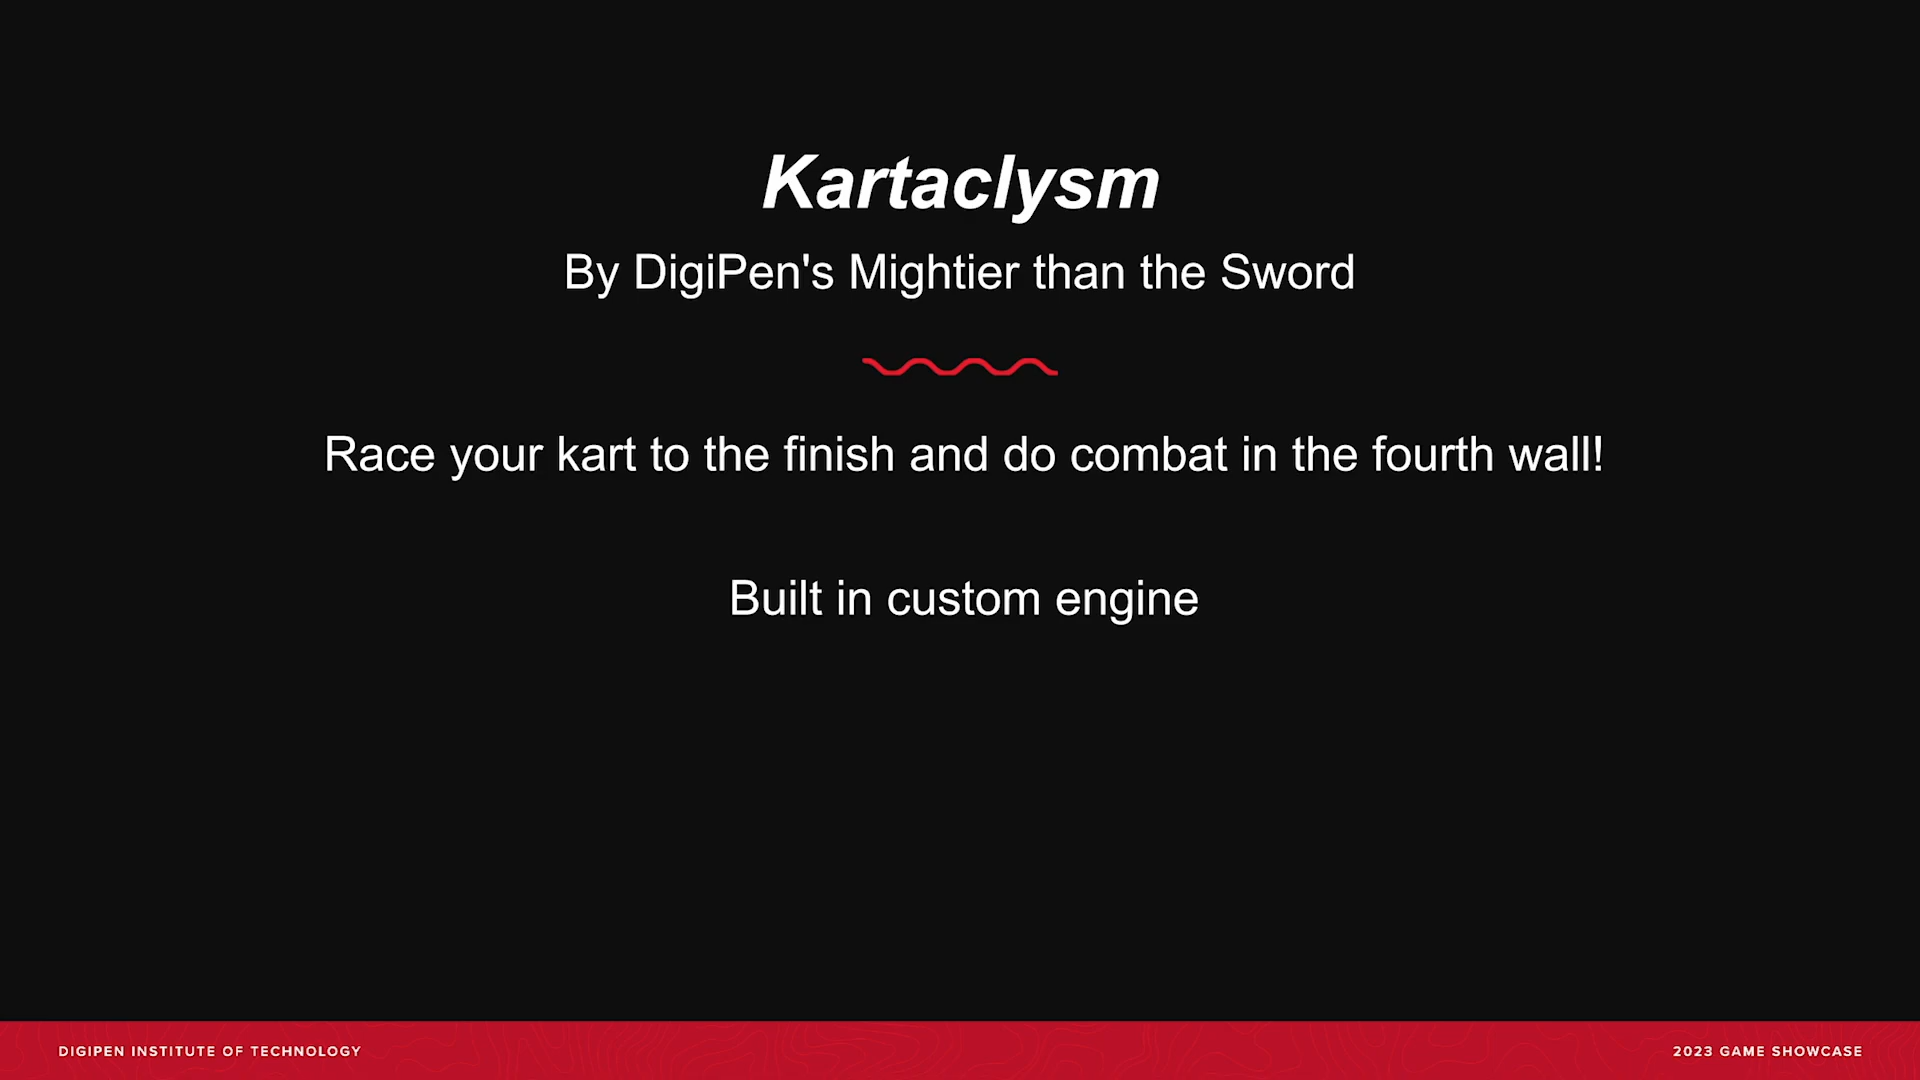 Kartaclysm
By DigiPen's Mightier than the Sword
Race your kart to the finish and do combat in the fourth wall!
Built in custom engine
DIGIPEN INSTITUTE OF TECHNOLOGY
2023 GAME SHOWCASE